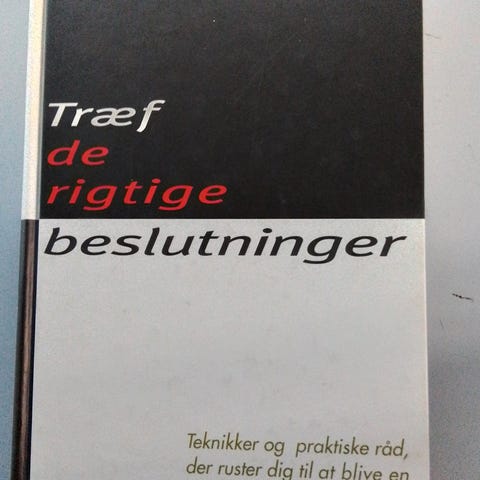 Træf
de
rigtige
beslutninger
Teknikker og praktiske råd,
der ruster dig til at blive en